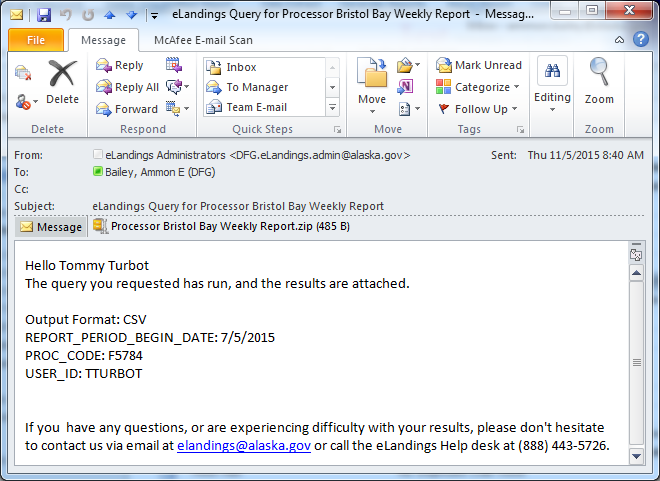 eLandings Query for Processor Bristol Bay Weekly Report - Messag...
File Message McAfee E-mail Scan
Delete
Reply
Reply All
Forward
Inbox
To Manager
Team E-mail
Move
Mark Unread
Categorize
Follow Up
Editing
Zoom
Delete Respond Quick Steps Move Tags Zoom
From: eLandings Administrators <DFG.eLandings.admin@alaska.gov> Sent: Thu 11/5/2015 8:40 AM
To: Bailey, Ammon E (DFG)
Cc:
Subject: eLandings Query for Processor Bristol Bay Weekly Report
Message Processor Bristol Bay Weekly Report.zip (485 B)
Hello Tommy Turbot
The query you requested has run, and the results are attached.
Output Format: CSV
REPORT_PERIOD_BEGIN_DATE: 7/5/2015
PROC_CODE: F5784
USER_ID: TTURBOT
If you have any questions, or are experiencing difficulty with your results, please don't hesitate
to contact us via email at elandings@alaska.gov or call the eLandings Help desk at (888) 443-5726.